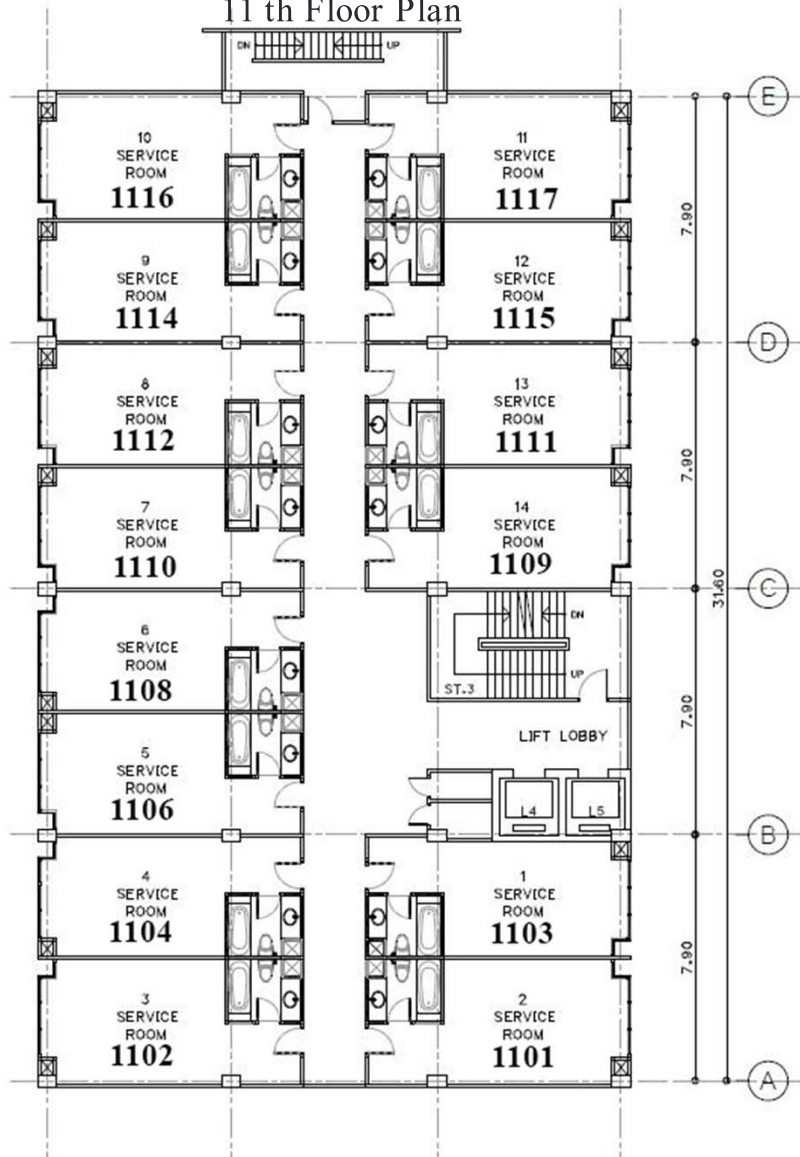 11 th Floor Plan
DN
UP
E
10
SERVICE
ROOM
1116
11
SERVICE
ROOM
1117
7.90
9
SERVICE
ROOM
1114
12
SERVICE
ROOM
1115
D
8
SERVICE
ROOM
1112
13
SERVICE
ROOM
1111
7.90
7
SERVICE
ROOM
1110
14
SERVICE
ROOM
1109
C
31.60
DN
UP
ST.3
6
SERVICE
ROOM
1108
7.90
LIFT LOBBY
5
SERVICE
ROOM
1106
L4
L5
B
4
SERVICE
ROOM
1104
1
SERVICE
ROOM
1103
7.90
3
SERVICE
ROOM
1102
2
SERVICE
ROOM
1101
A